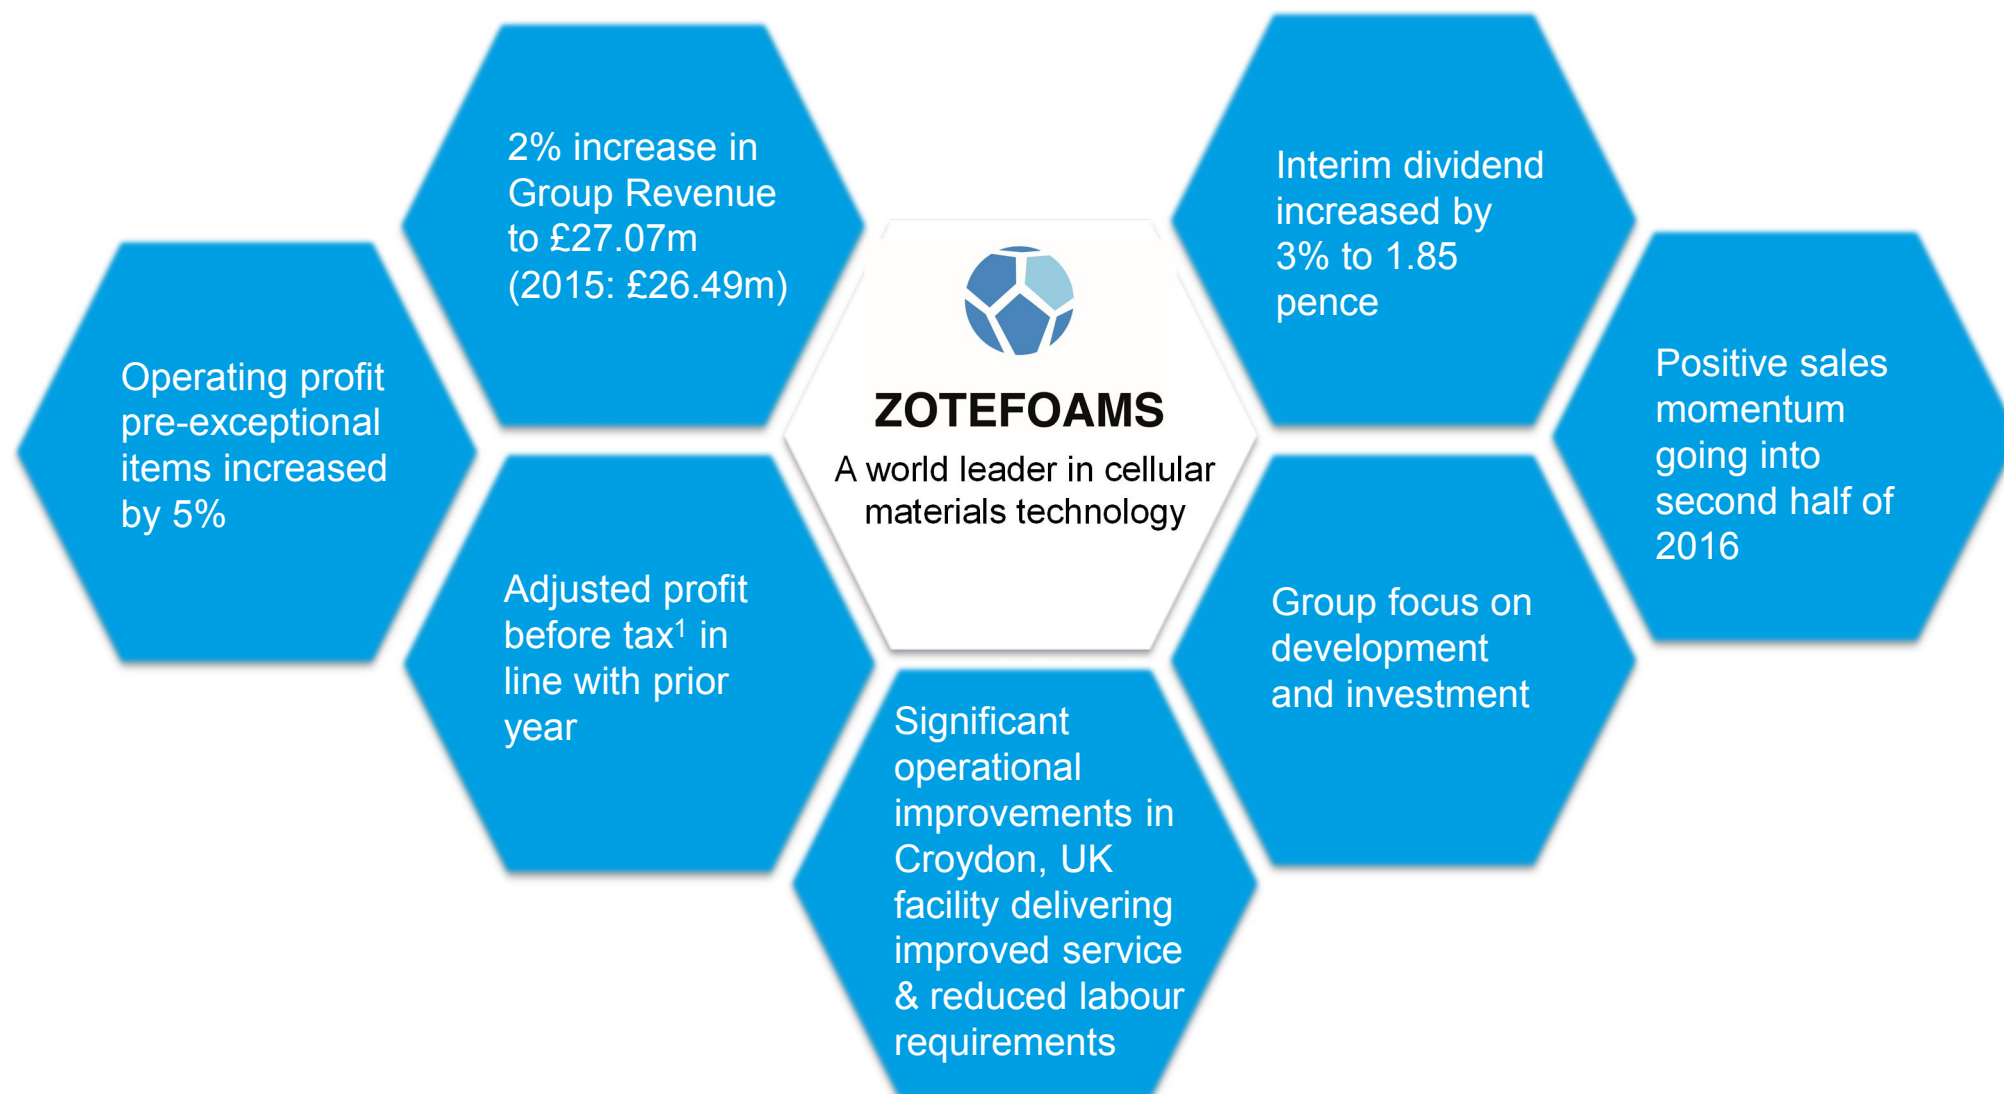 Operating profit
pre-exceptional
items increased
by 5%
2% increase in
Group Revenue
to £27.07m
(2015: £26.49m)
Adjusted profit
before tax¹ in
line with prior
year
ZOTEFOAMS
A world leader in cellular
materials technology
Significant
operational
improvements in
Croydon, UK
facility delivering
improved service
& reduced labour
requirements
Interim dividend
increased by
3% to 1.85
pence
Group focus on
development
and investment
Positive sales
momentum
going into
second half of
2016